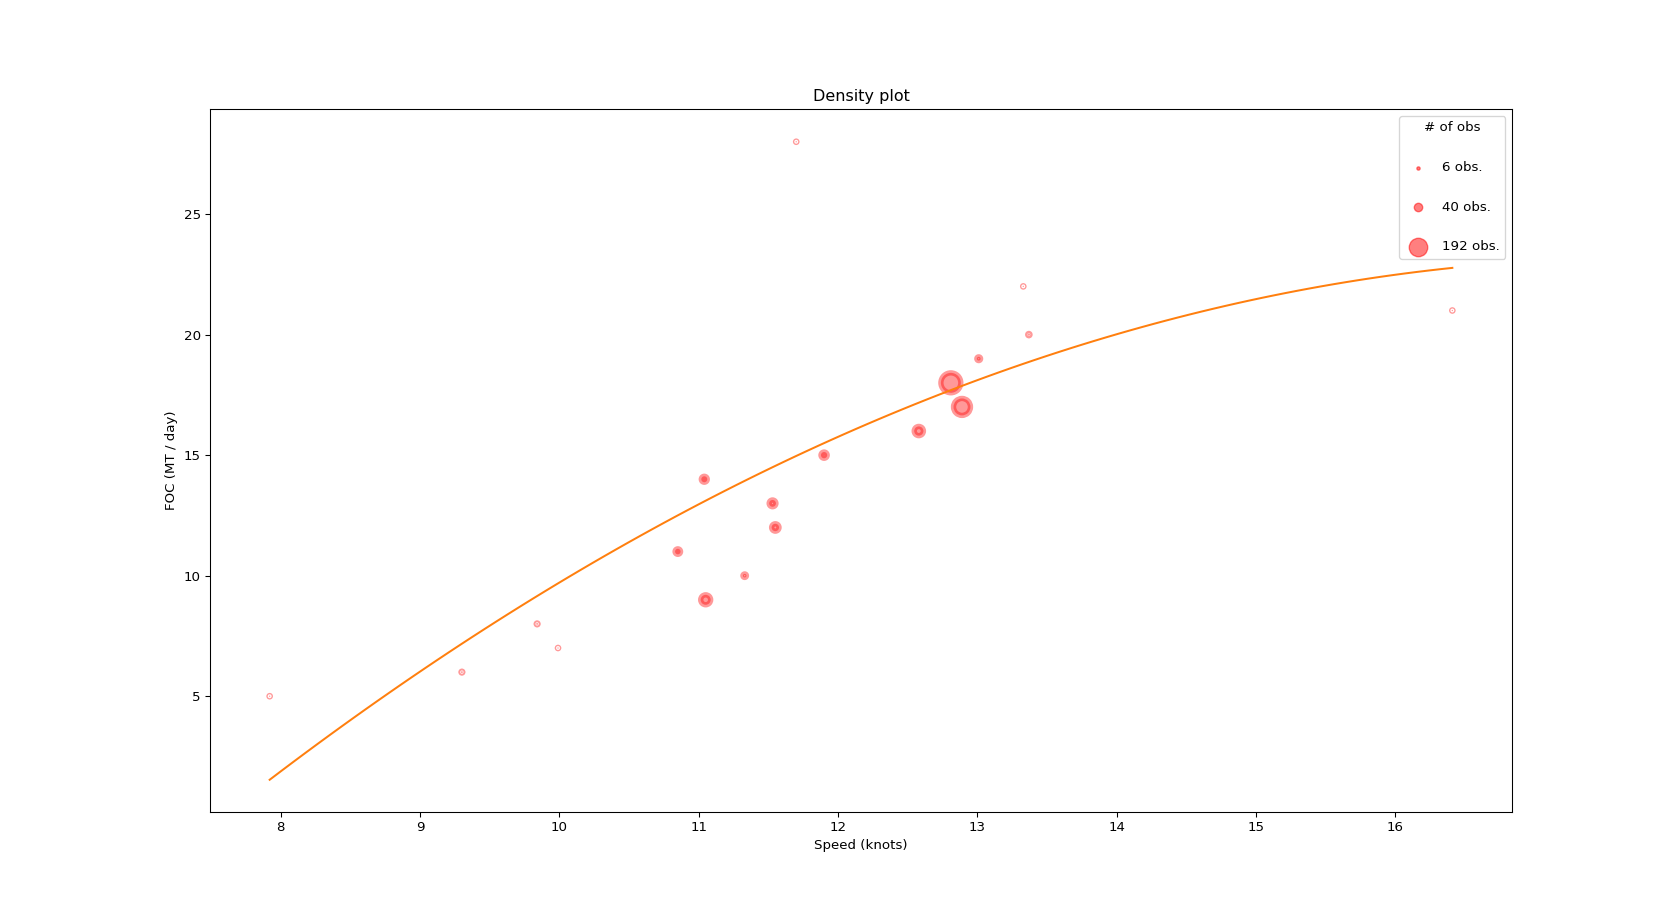 Density plot
# of obs
6 obs.
40 obs.
192 obs.
25
20
15
10
5
FOC (MT / day)
8 9 10 11 12 13 14 15 16
Speed (knots)